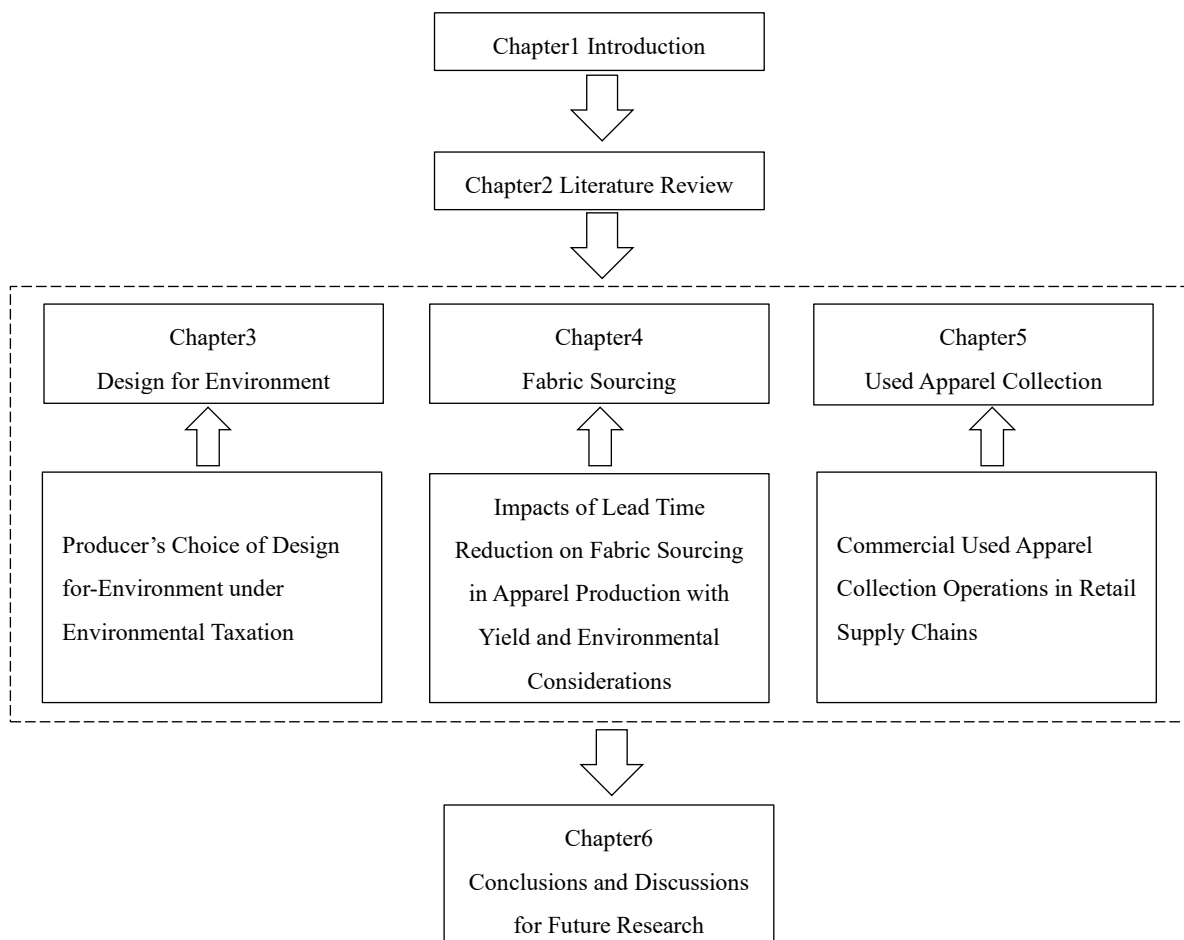 Chapter1 Introduction
Chapter2 Literature Review
Chapter3
Design for Environment
Chapter4
Fabric Sourcing
Chapter5
Used Apparel Collection
Producer’s Choice of Design
for-Environment under
Environmental Taxation
Impacts of Lead Time
Reduction on Fabric Sourcing
in Apparel Production with
Yield and Environmental
Considerations
Commercial Used Apparel
Collection Operations in Retail
Supply Chains
Chapter6
Conclusions and Discussions
for Future Research